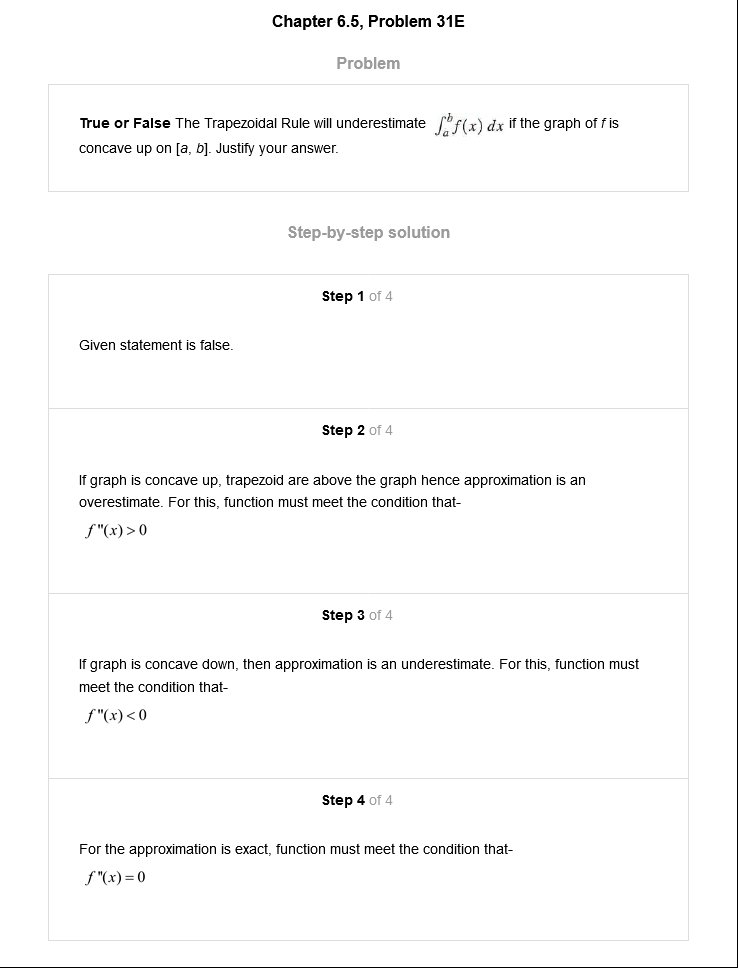 Chapter 6.5, Problem 31E
Problem
True or False The Trapezoidal Rule will underestimate ∫ₐᵇ f(x) dx if the graph of f is
concave up on [a, b]. Justify your answer.
Step-by-step solution
Step 1 of 4
Given statement is false.
Step 2 of 4
If graph is concave up, trapezoid are above the graph hence approximation is an
overestimate. For this, function must meet the condition that-
f "(x) > 0
Step 3 of 4
If graph is concave down, then approximation is an underestimate. For this, function must
meet the condition that-
f "(x) < 0
Step 4 of 4
For the approximation is exact, function must meet the condition that-
f "(x) = 0